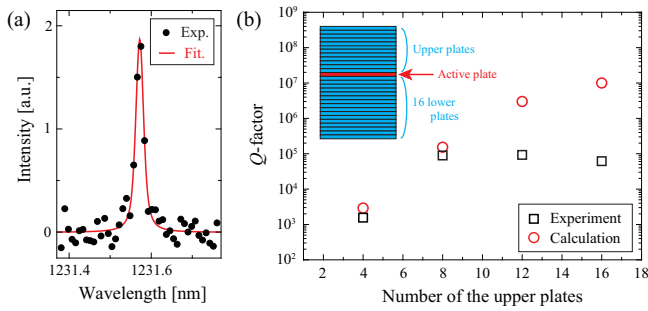 (a)
Intensity [a.u.]
2
1
0
Exp.
Fit.
1231.4
1231.6
Wavelength [nm]
(b)
Q-factor
10⁹
10⁸
10⁷
10⁶
10⁵
10⁴
10³
10²
Upper plates
Active plate
16 lower
plates
Experiment
Calculation
2 4 6 8 10 12 14 16 18
Number of the upper plates